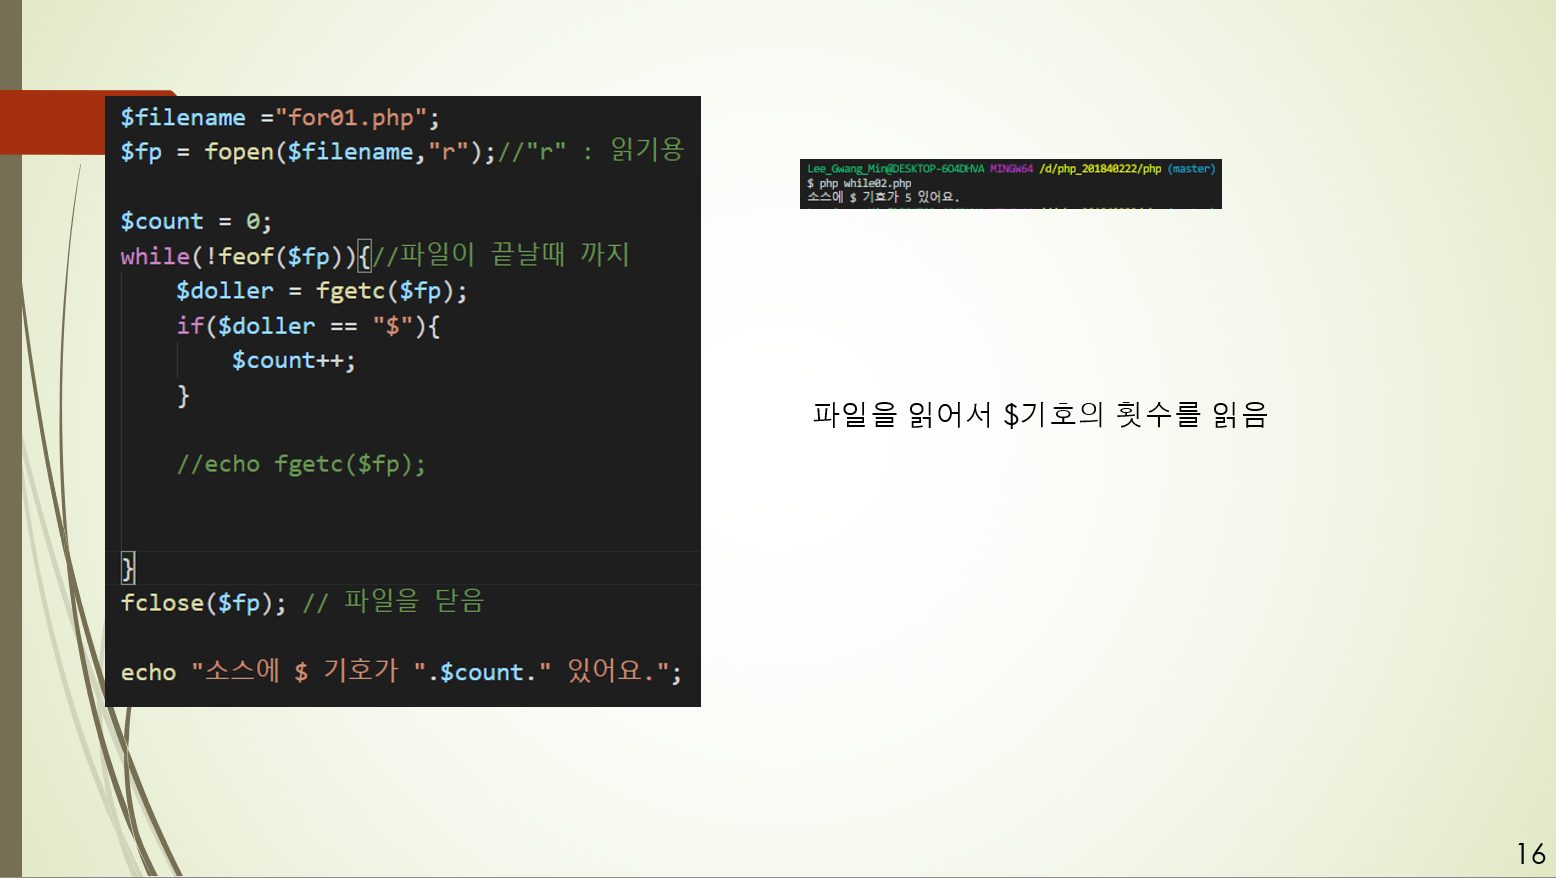 $filename ="for01.php";
$fp = fopen($filename,"r");//"r" : 읽기용
$count = 0;
while(!feof($fp)){//파일이 끝날때 까지
$doller = fgetc($fp);
if($doller == "$"){
$count++;
}
//echo fgetc($fp);
}
fclose($fp); // 파일을 닫음
echo "소스에 $ 기호가 ".$count." 있어요.";
Lee_Gwang_Min@DESKTOP-6O4DHVA MINGW64 /d/php_201840222/php (master)
$ php while02.php
소스에 $ 기호가 5 있어요.
파일을 읽어서 $기호의 횟수를 읽음
16